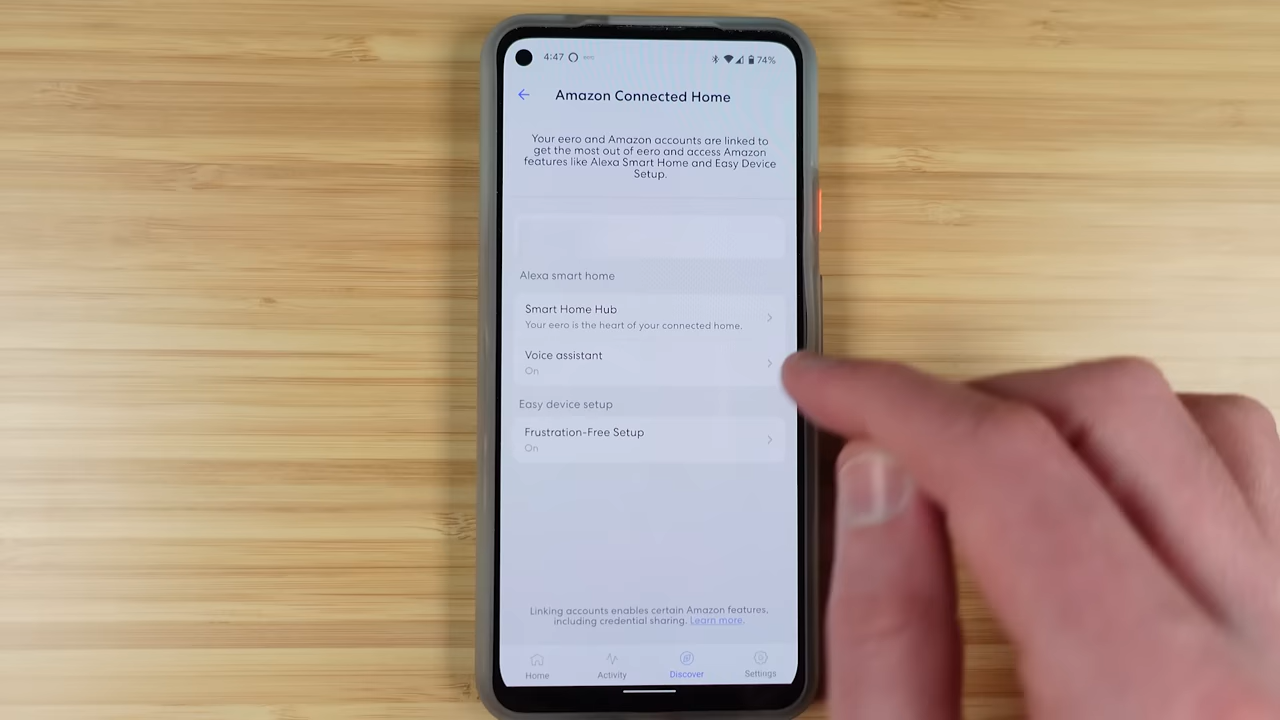 4:47
74%
Amazon Connected Home
Your eero and Amazon accounts are linked to
get the most out of eero and access Amazon
features like Alexa Smart Home and Easy Device
Setup.
Alexa smart home
Smart Home Hub
Your eero is the heart of your connected home.
Voice assistant
On
Easy device setup
Frustration-Free Setup
On
Linking accounts enables certain Amazon features,
including credential sharing. Learn more.
Home
Activity
Discover
Settings